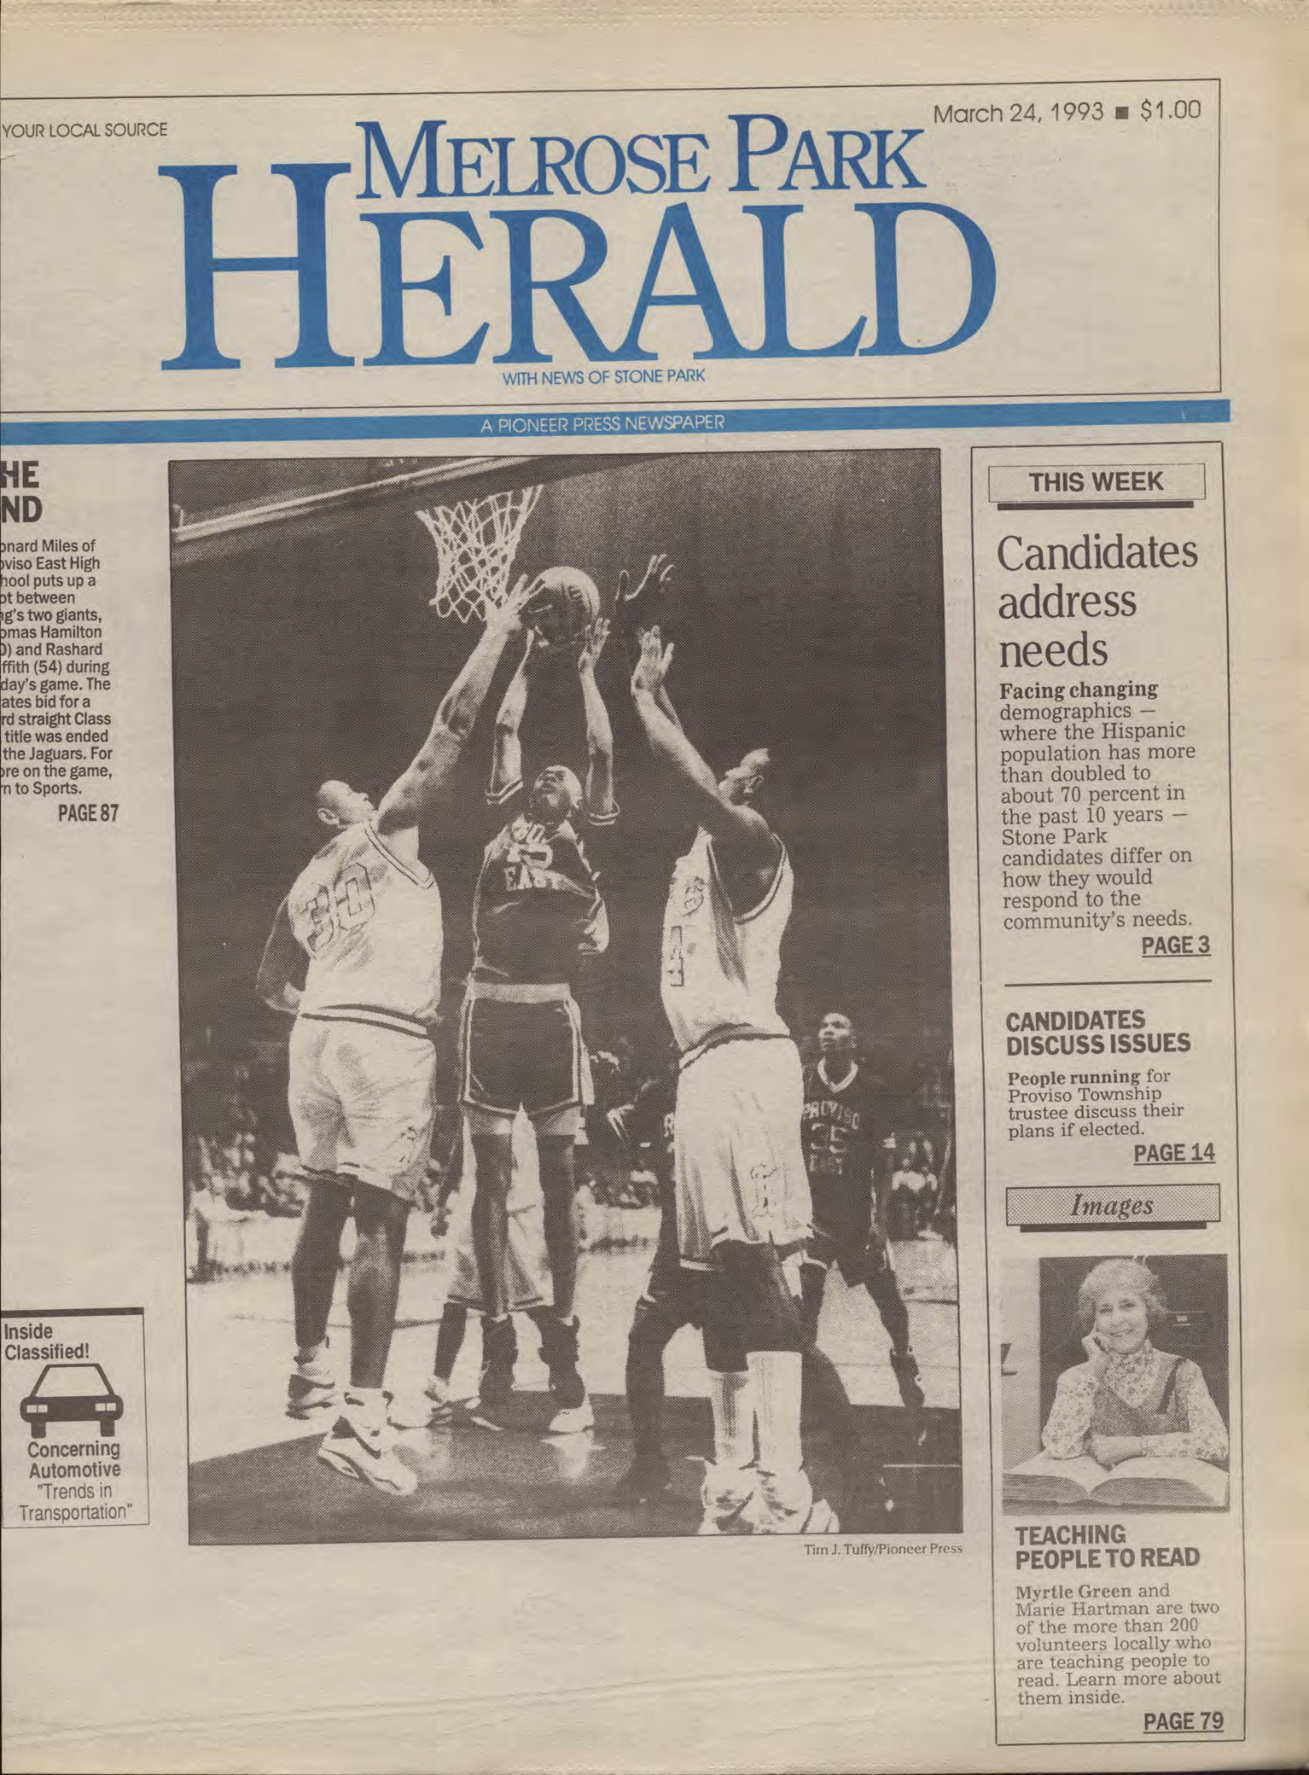 YOUR LOCAL SOURCE
March 24, 1993 ■ $1.00
MELROSE PARK
HERALD
WITH NEWS OF STONE PARK
A PIONEER PRESS NEWSPAPER
HE
ND
onard Miles of
oviso East High
hool puts up a
ot between
ng's two giants,
omas Hamilton
0) and Rashard
ffith (54) during
day's game. The
ates bid for a
rd straight Class
title was ended
the Jaguars. For
ore on the game,
n to Sports.
PAGE 87
Inside
Classified!
Concerning
Automotive
"Trends in
Transportation"
30
EAST
PROVISO
EAST
Tim J. Tuffy/Pioneer Press
THIS WEEK
Candidates
address
needs
Facing changing
demographics —
where the Hispanic
population has more
than doubled to
about 70 percent in
the past 10 years —
Stone Park
candidates differ on
how they would
respond to the
community's needs.
PAGE 3
CANDIDATES
DISCUSS ISSUES
People running for
Proviso Township
trustee discuss their
plans if elected.
PAGE 14
Images
TEACHING
PEOPLE TO READ
Myrtle Green and
Marie Hartman are two
of the more than 200
volunteers locally who
are teaching people to
read. Learn more about
them inside.
PAGE 79